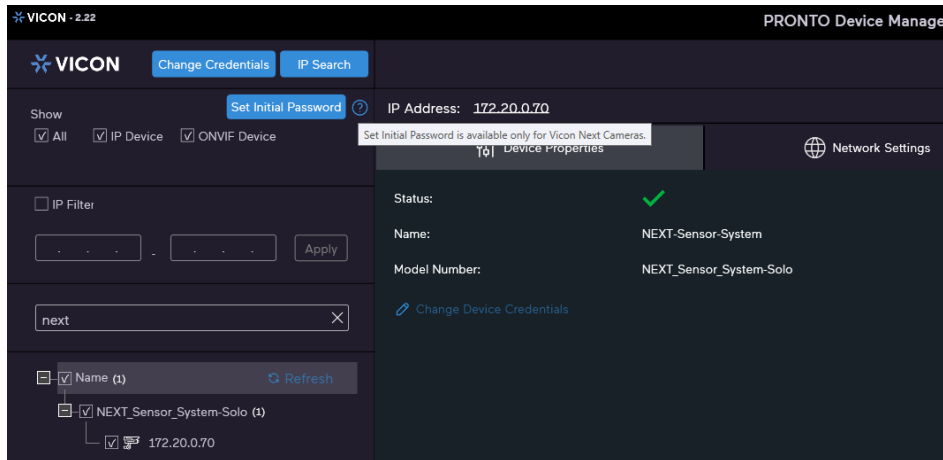 VICON - 2.22
PRONTO Device Manage
VICON
Change Credentials
IP Search
Show
Set Initial Password
?
All
IP Device
ONVIF Device
IP Address: 172.20.0.70
Set Initial Password is available only for Vicon Next Cameras.
Device Properties
Network Settings
IP Filter
. . . - . . .
Apply
Status:
Name: NEXT-Sensor-System
Model Number: NEXT_Sensor_System-Solo
Change Device Credentials
next
Name (1)
Refresh
NEXT_Sensor_System-Solo (1)
172.20.0.70